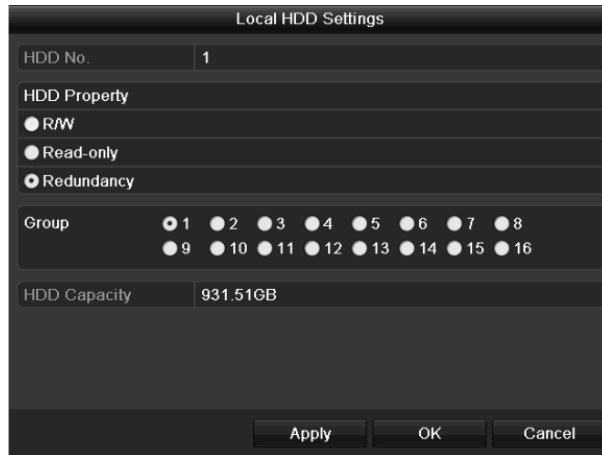 Local HDD Settings
HDD No. 1
HDD Property
R/W
Read-only
Redundancy
Group 1 2 3 4 5 6 7 8
9 10 11 12 13 14 15 16
HDD Capacity 931.51GB
Apply OK Cancel